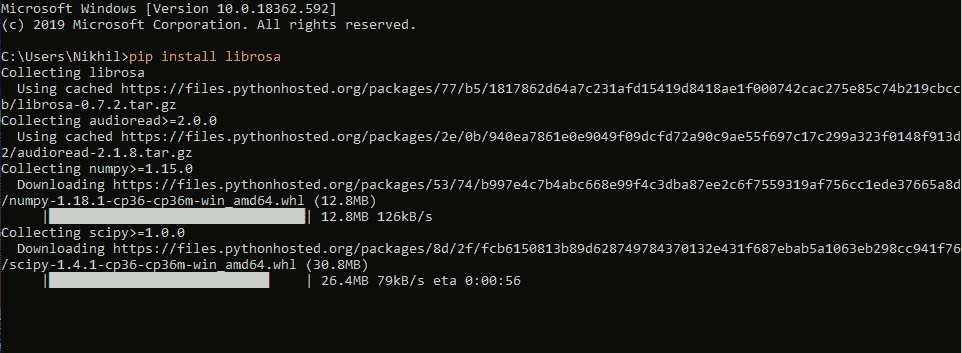 Microsoft Windows [Version 10.0.18362.592]
(c) 2019 Microsoft Corporation. All rights reserved.
C:\Users\Nikhil>pip install librosa
Collecting librosa
Using cached https://files.pythonhosted.org/packages/77/b5/1817862d64a7c231afd15419d8418ae1f000742cac275e85c74b219cbcc
b/librosa-0.7.2.tar.gz
Collecting audioread>=2.0.0
Using cached https://files.pythonhosted.org/packages/2e/0b/940ea7861e0e9049f09dcfd72a90c9ae55f697c17c299a323f0148f913d
2/audioread-2.1.8.tar.gz
Collecting numpy>=1.15.0
Downloading https://files.pythonhosted.org/packages/53/74/b997e4c7b4abc668e99f4c3dba87ee2c6f7559319af756cc1ede37665a8d
/numpy-1.18.1-cp36-cp36m-win_amd64.whl (12.8MB)
|████████████████████████████████| 12.8MB 126kB/s
Collecting scipy>=1.0.0
Downloading https://files.pythonhosted.org/packages/8d/2f/fcb6150813b89d628749784370132e431f687ebab5a1063eb298cc941f76
/scipy-1.4.1-cp36-cp36m-win_amd64.whl (30.8MB)
|███████████████████████████▌    | 26.4MB 79kB/s eta 0:00:56